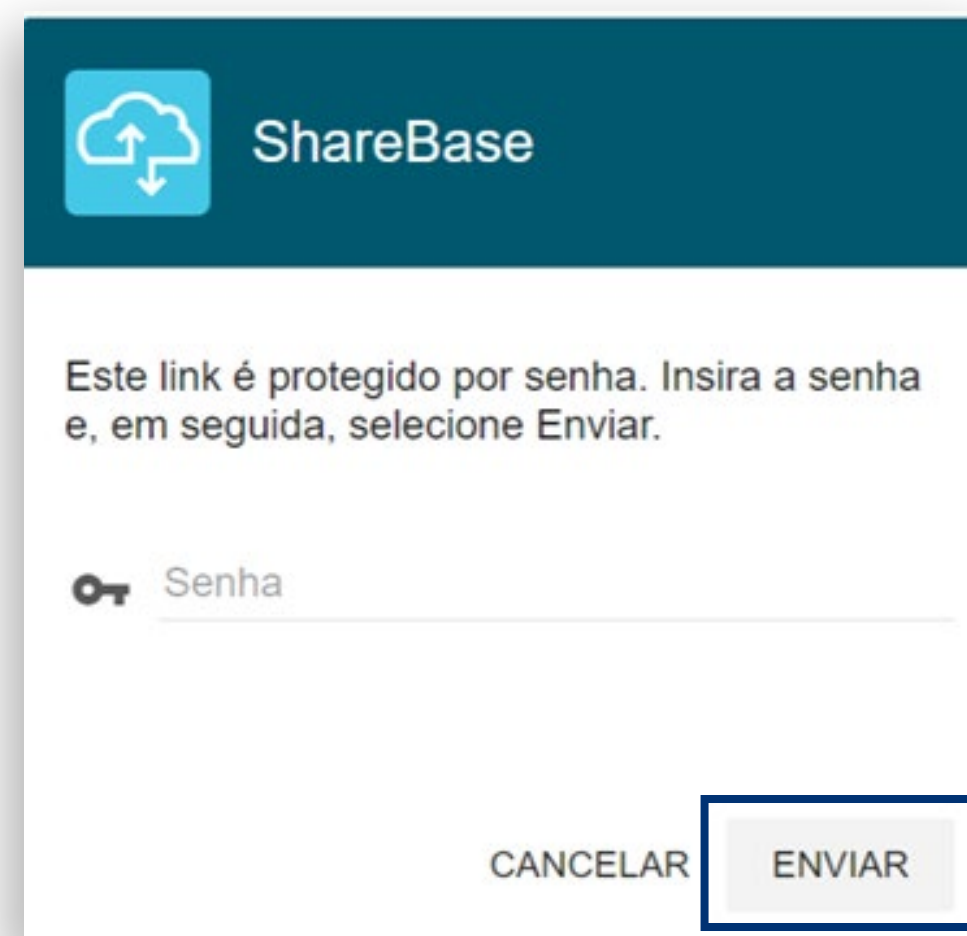 ShareBase
Este link é protegido por senha. Insira a senha
e, em seguida, selecione Enviar.
Senha
CANCELAR ENVIAR